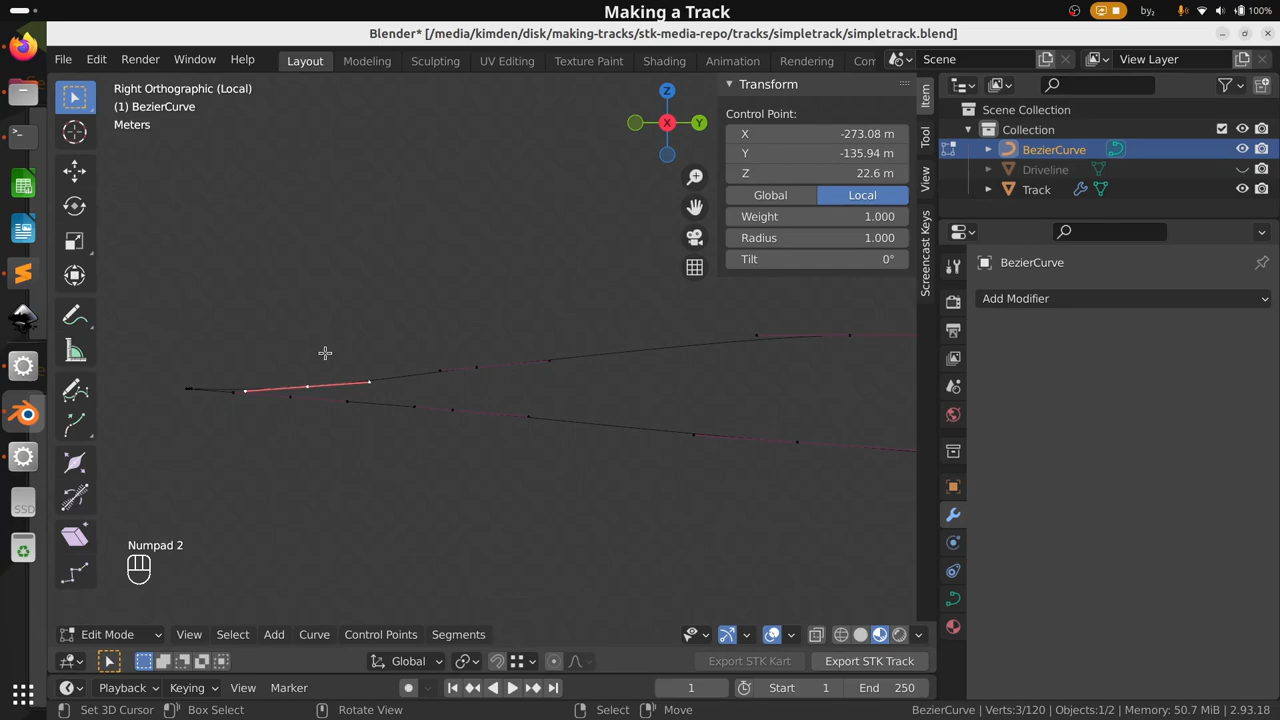 Making a Track
by₂
100%
Blender* [/media/kimden/disk/making-tracks/stk-media-repo/tracks/simpletrack/simpletrack.blend]
File Edit Render Window Help
Layout Modeling Sculpting UV Editing Texture Paint Shading Animation Rendering Com
Scene
View Layer
Right Orthographic (Local)
(1) BezierCurve
Meters
Z
X
Y
Transform
Control Point:
X -273.08 m
Y -135.94 m
Z 22.6 m
Global Local
Weight 1.000
Radius 1.000
Tilt 0°
Item
Tool
View
Screencast Keys
Scene Collection
Collection
BezierCurve
Driveline
Track
BezierCurve
Add Modifier
Numpad 2
SSD
Edit Mode View Select Add Curve Control Points Segments
Global
Export STK Kart Export STK Track
Playback Keying View Marker
1
Start 1
End 250
Set 3D Cursor Box Select Rotate View Select Move
BezierCurve | Verts:3/120 | Objects:1/2 | Memory: 50.7 MiB | 2.93.18